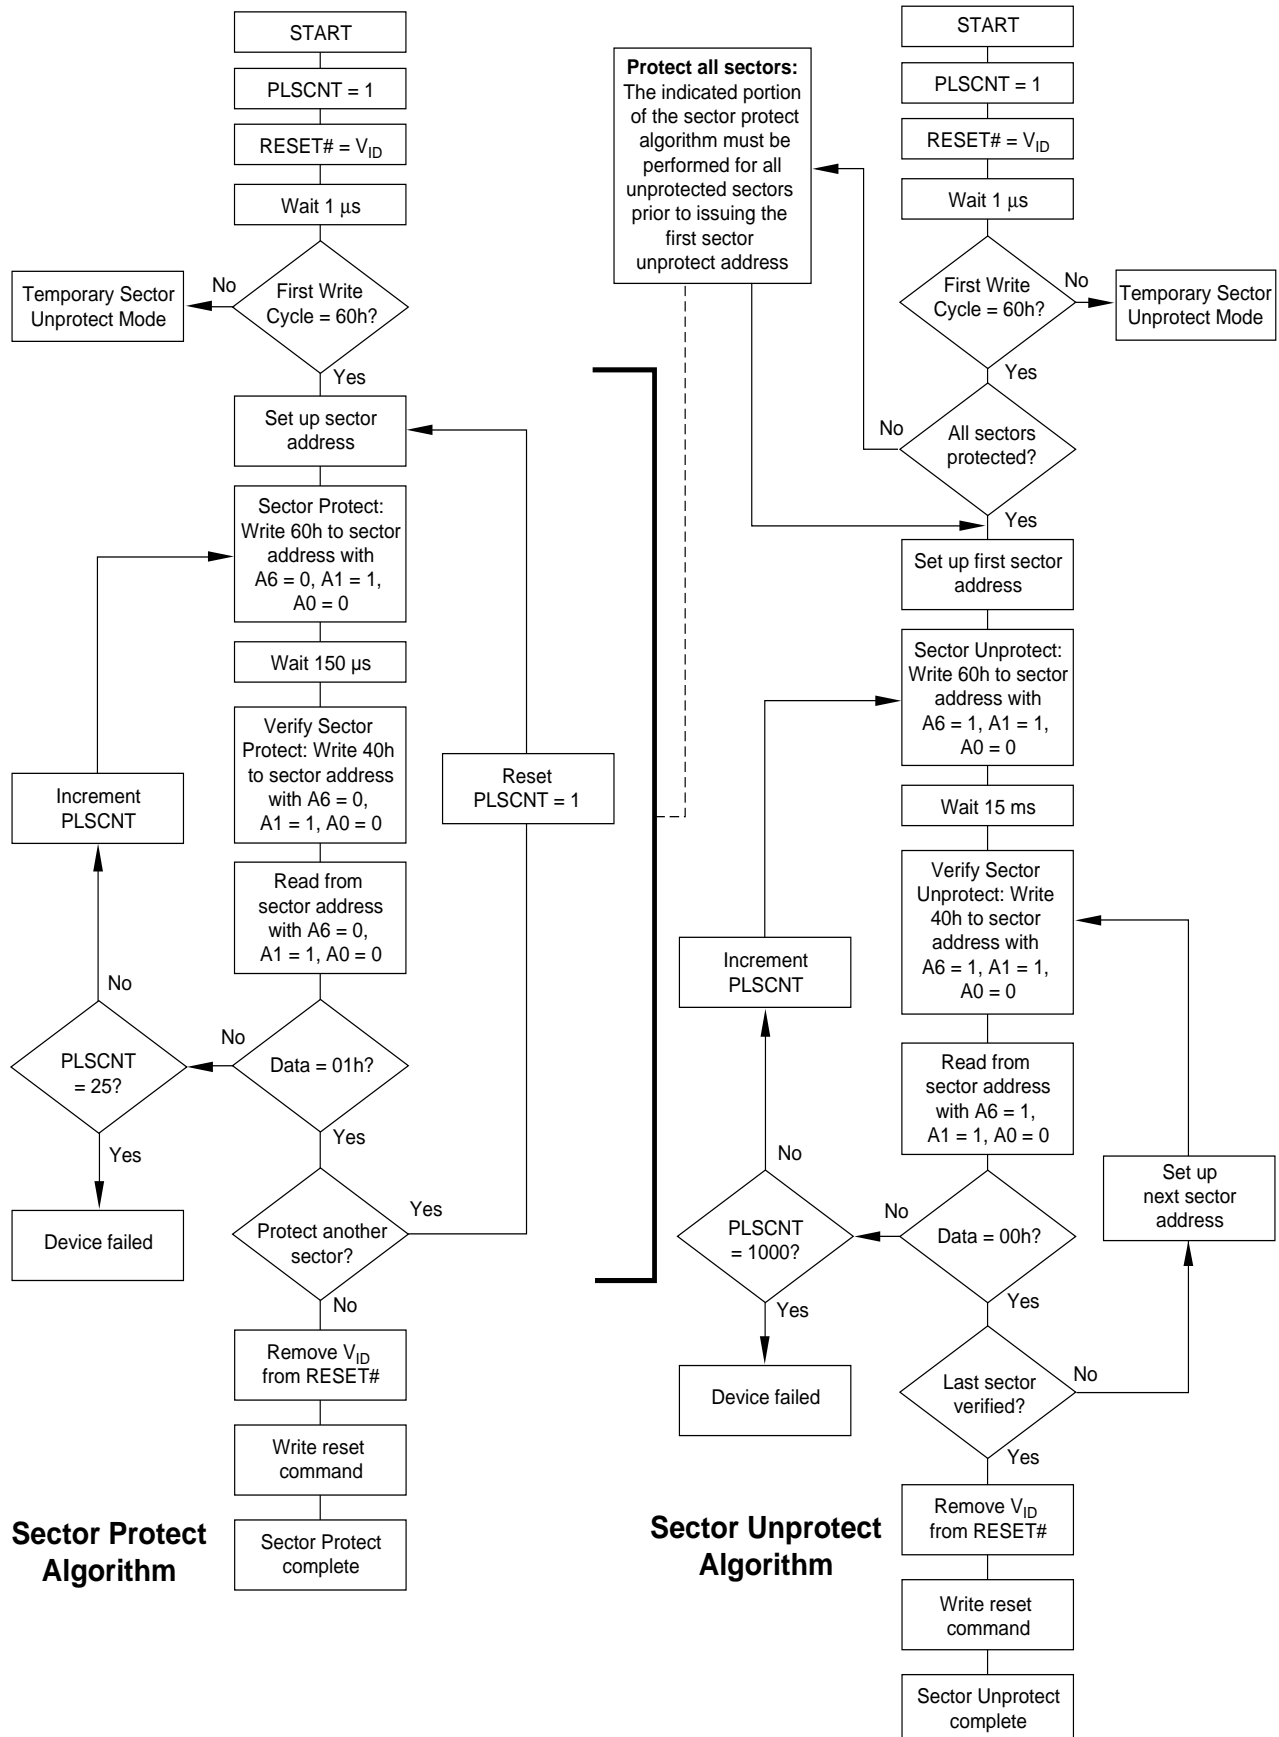 START
PLSCNT = 1
RESET# = VID
Wait 1 μs
First Write
Cycle = 60h?
No
Temporary Sector
Unprotect Mode
Yes
Set up sector
address
Sector Protect:
Write 60h to sector
address with
A6 = 0, A1 = 1,
A0 = 0
Wait 150 µs
Verify Sector
Protect: Write 40h
to sector address
with A6 = 0,
A1 = 1, A0 = 0
Reset
PLSCNT = 1
Increment
PLSCNT
Read from
sector address
with A6 = 0,
A1 = 1, A0 = 0
No
No
PLSCNT
= 25?
Data = 01h?
Yes
Yes
Device failed
Protect another
sector?
Yes
No
Remove VID
from RESET#
Write reset
command
Sector Protect
complete
Sector Protect
Algorithm
Protect all sectors:
The indicated portion
of the sector protect
algorithm must be
performed for all
unprotected sectors
prior to issuing the
first sector
unprotect address
START
PLSCNT = 1
RESET# = VID
Wait 1 μs
First Write
Cycle = 60h?
No
Temporary Sector
Unprotect Mode
Yes
No
All sectors
protected?
Yes
Set up first sector
address
Sector Unprotect:
Write 60h to sector
address with
A6 = 1, A1 = 1,
A0 = 0
Wait 15 ms
Verify Sector
Unprotect: Write
40h to sector
address with
A6 = 1, A1 = 1,
A0 = 0
Increment
PLSCNT
Read from
sector address
with A6 = 1,
A1 = 1, A0 = 0
No
No
PLSCNT
= 1000?
Data = 00h?
Set up
next sector
address
Yes
Yes
Device failed
Last sector
verified?
No
Yes
Remove VID
from RESET#
Write reset
command
Sector Unprotect
complete
Sector Unprotect
Algorithm